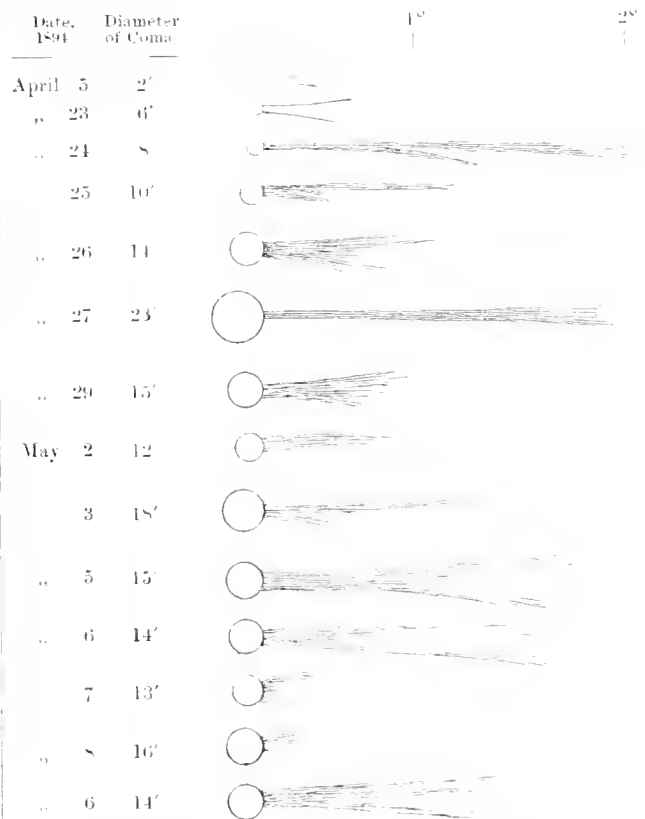 Date, 1894 Diameter of Coma 1° 2°
April 5 2′
„ 23 6′
„ 24 8
25 10′
„ 26 14
„ 27 23′
„ 29 15′
May 2 12
3 18′
„ 5 15′
„ 6 14′
7 13′
„ 8 16′
„ 6 14′